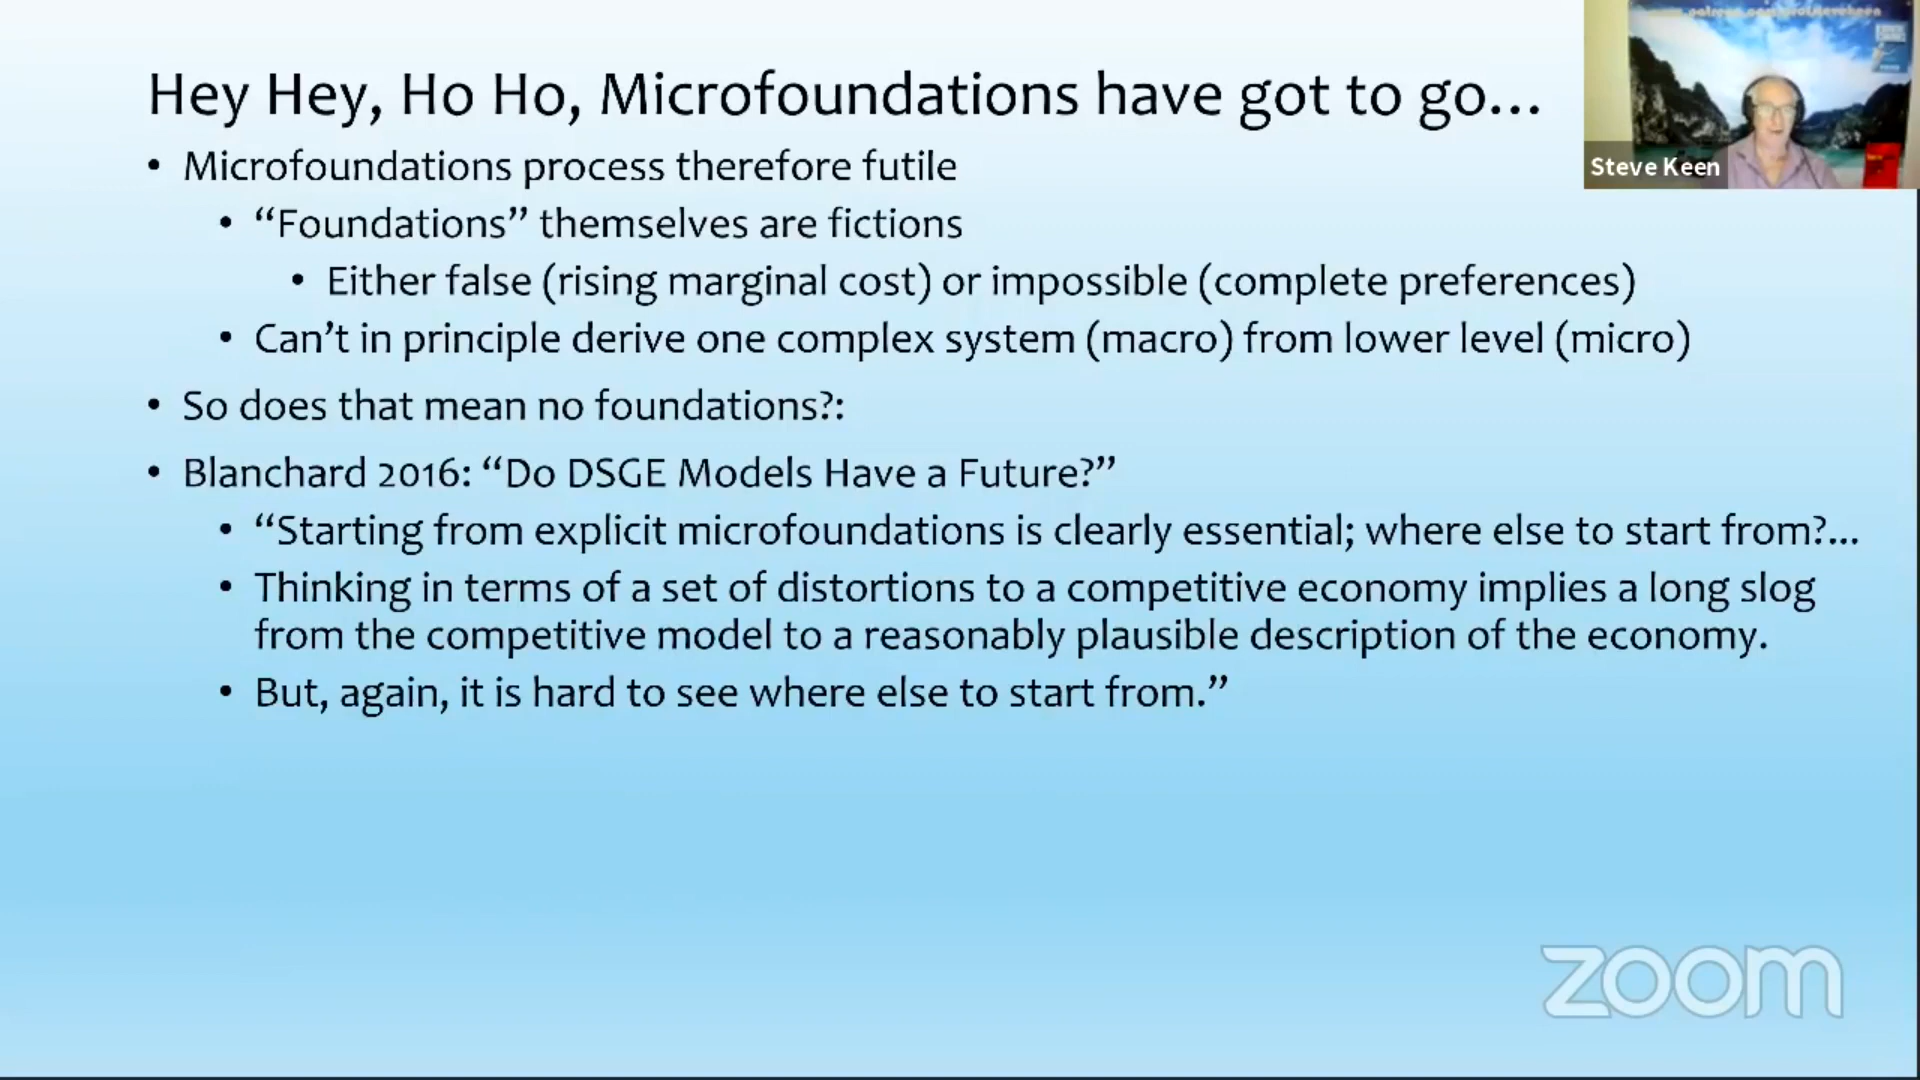 Hey Hey, Ho Ho, Microfoundations have got to go...
Steve Keen
• Microfoundations process therefore futile
• “Foundations” themselves are fictions
• Either false (rising marginal cost) or impossible (complete preferences)
• Can’t in principle derive one complex system (macro) from lower level (micro)
• So does that mean no foundations?:
• Blanchard 2016: “Do DSGE Models Have a Future?”
• “Starting from explicit microfoundations is clearly essential; where else to start from?...
• Thinking in terms of a set of distortions to a competitive economy implies a long slog
from the competitive model to a reasonably plausible description of the economy.
• But, again, it is hard to see where else to start from.”
zoom